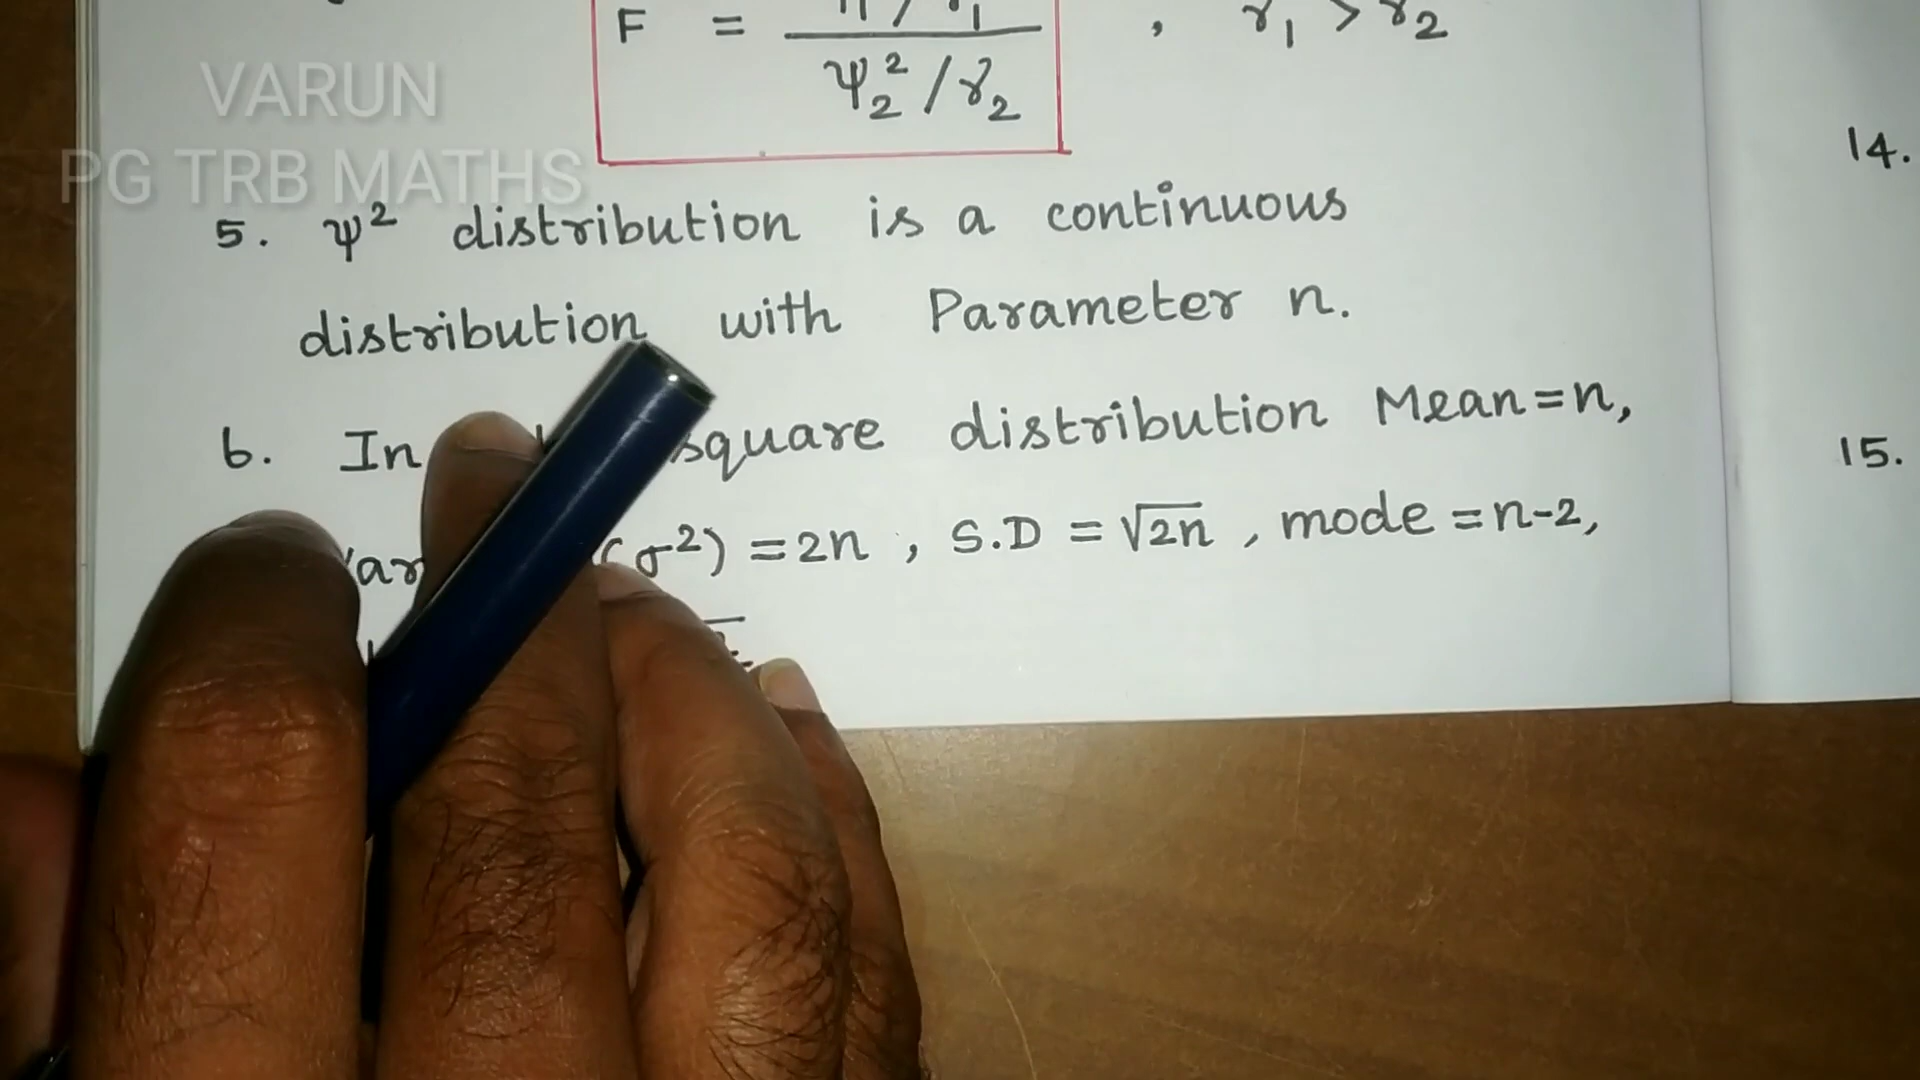 F = / γ1 , γ1 > γ2
ψ2² / γ2
VARUN
PG TRB MATHS
14.
5. ψ² distribution is a continuous
distribution with Parameter n.
6. In square distribution Mean=n,
15.
(σ²) = 2n , S.D = √2n , mode = n-2,